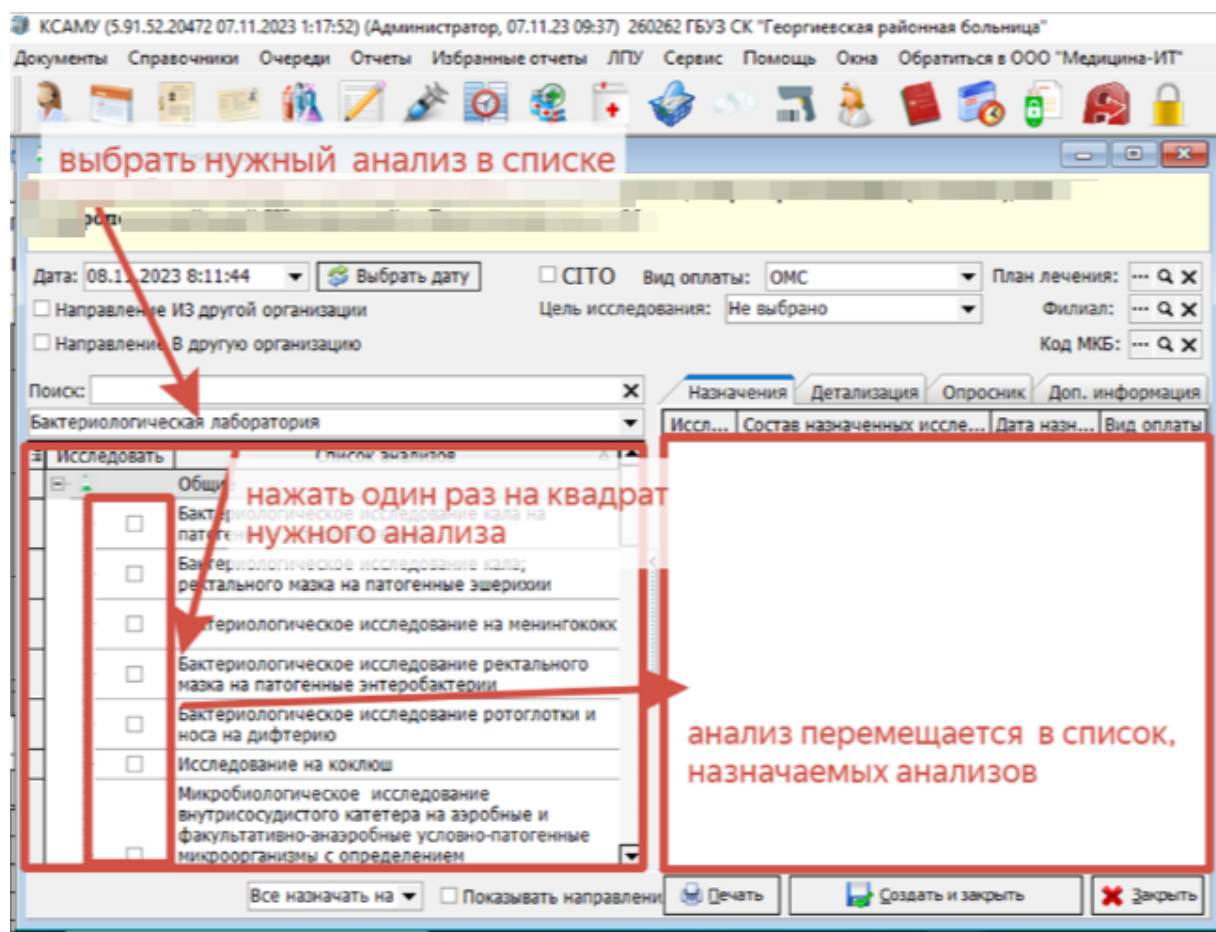 КСАМУ (5.91.52.20472 07.11.2023 1:17:52) (Администратор, 07.11.23 09:37) 260262 ГБУЗ СК "Георгиевская районная больница"
Документы Справочники Очереди Отчеты Избранные отчеты ЛПУ Сервис Помощь Окна Обратиться в ООО "Медицина-ИТ"
выбрать нужный анализ в списке
Дата: 08.11.2023 8:11:44 Выбрать дату CITO Вид оплаты: ОМС План лечения:
Направление ИЗ другой организации Цель исследования: Не выбрано Филиал:
Направление В другую организацию Код МКБ:
Поиск: Назначения Детализация Опросник Доп. информация
Бактериологическая лаборатория Иссл... Состав назначенных иссле... Дата назн... Вид оплаты
Исследовать Список анализов
Общие
нажать один раз на квадрат
нужного анализа
Бактериологическое исследование кала на
Бактериологическое исследование кала;
ректального мазка на патогенные эшерихии
Бактериологическое исследование на менингококк
Бактериологическое исследование ректального
мазка на патогенные энтеробактерии
Бактериологическое исследование ротоглотки и
носа на дифтерию
Исследование на коклюш
Микробиологическое исследование
внутрисосудистого катетера на аэробные и
факультативно-анаэробные условно-патогенные
микроорганизмы с определением
анализ перемещается в список,
назначаемых анализов
Все назначать на Показывать направлени Печать Создать и закрыть Закрыть